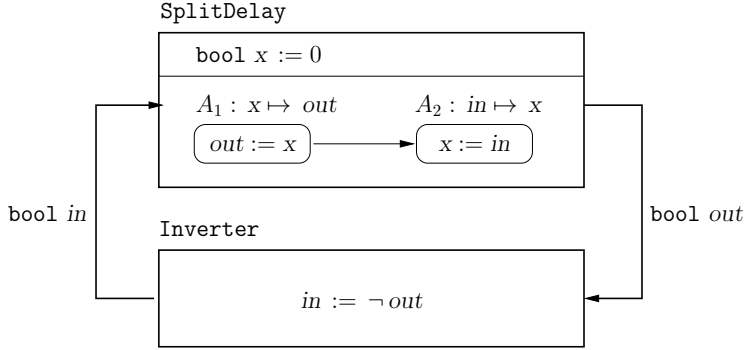 SplitDelay
bool x := 0
A₁ : x ↦ out
A₂ : in ↦ x
out := x
x := in
bool in
bool out
Inverter
in := ¬ out